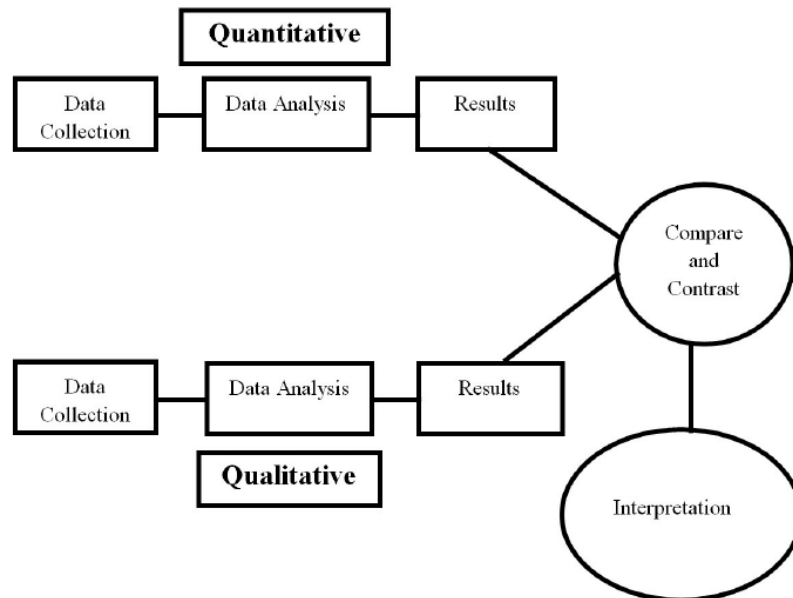 Quantitative
Data
Collection
Data Analysis
Results
Compare
and
Contrast
Data
Collection
Data Analysis
Results
Qualitative
Interpretation